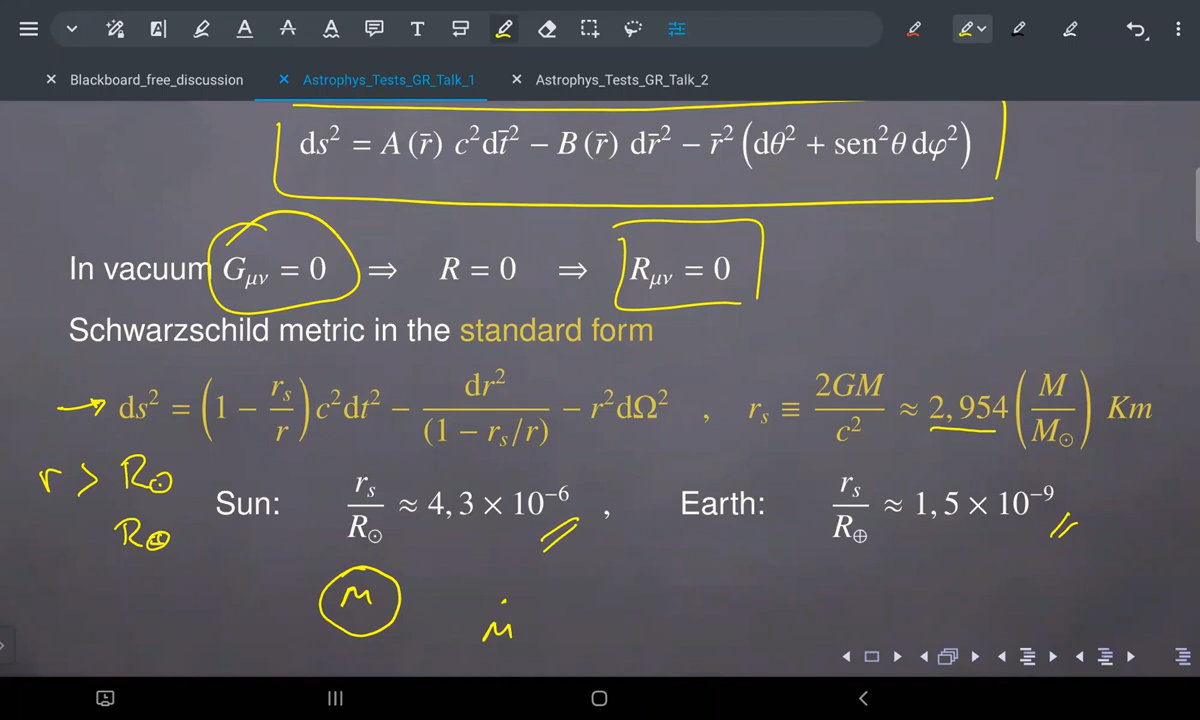 Blackboard_free_discussion Astrophys_Tests_GR_Talk_1 Astrophys_Tests_GR_Talk_2
ds² = A (r̄) c²dt̄² − B (r̄) dr̄² − r̄² (dθ² + sen²θ dφ²)
In vacuum G_μν = 0 ⟹ R = 0 ⟹ R_μν = 0
Schwarzschild metric in the standard form
ds² = (1 − r_s/r) c²dt² − dr²/(1 − r_s/r) − r²dΩ² , r_s ≡ 2GM/c² ≈ 2,954 (M/M_⊙) Km
r > R_⊙
Sun: r_s/R_⊙ ≈ 4,3 × 10⁻⁶ , Earth: r_s/R_⊕ ≈ 1,5 × 10⁻⁹
R_⊕
M
M